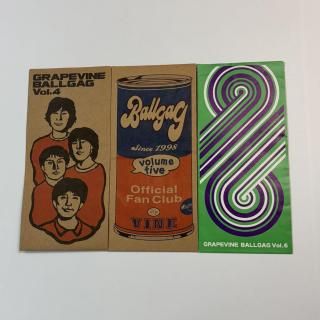 GRAPEVINE
BALLGAG
Vol.4
Ballgag
Since 1998
volume
five
Official
Fan Club
VINE
GRAPEVINE BALLGAG Vol.6